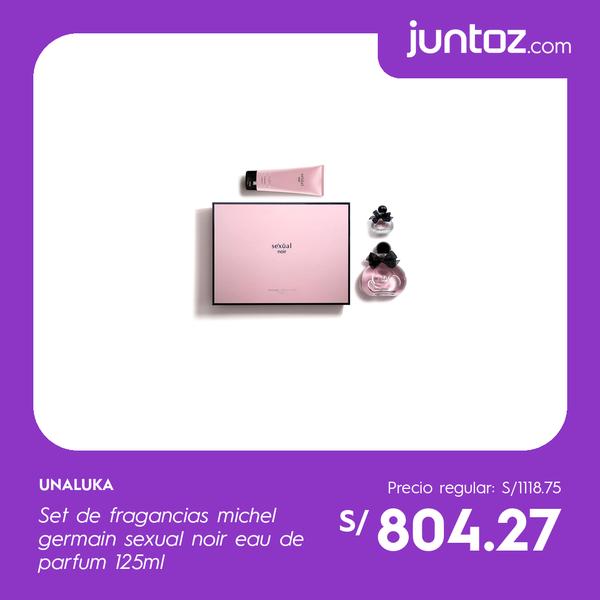 juntoz.com
sexual
noir
UNALUKA
Set de fragancias michel
germain sexual noir eau de
parfum 125ml
Precio regular: S/1118.75
S/ 804.27